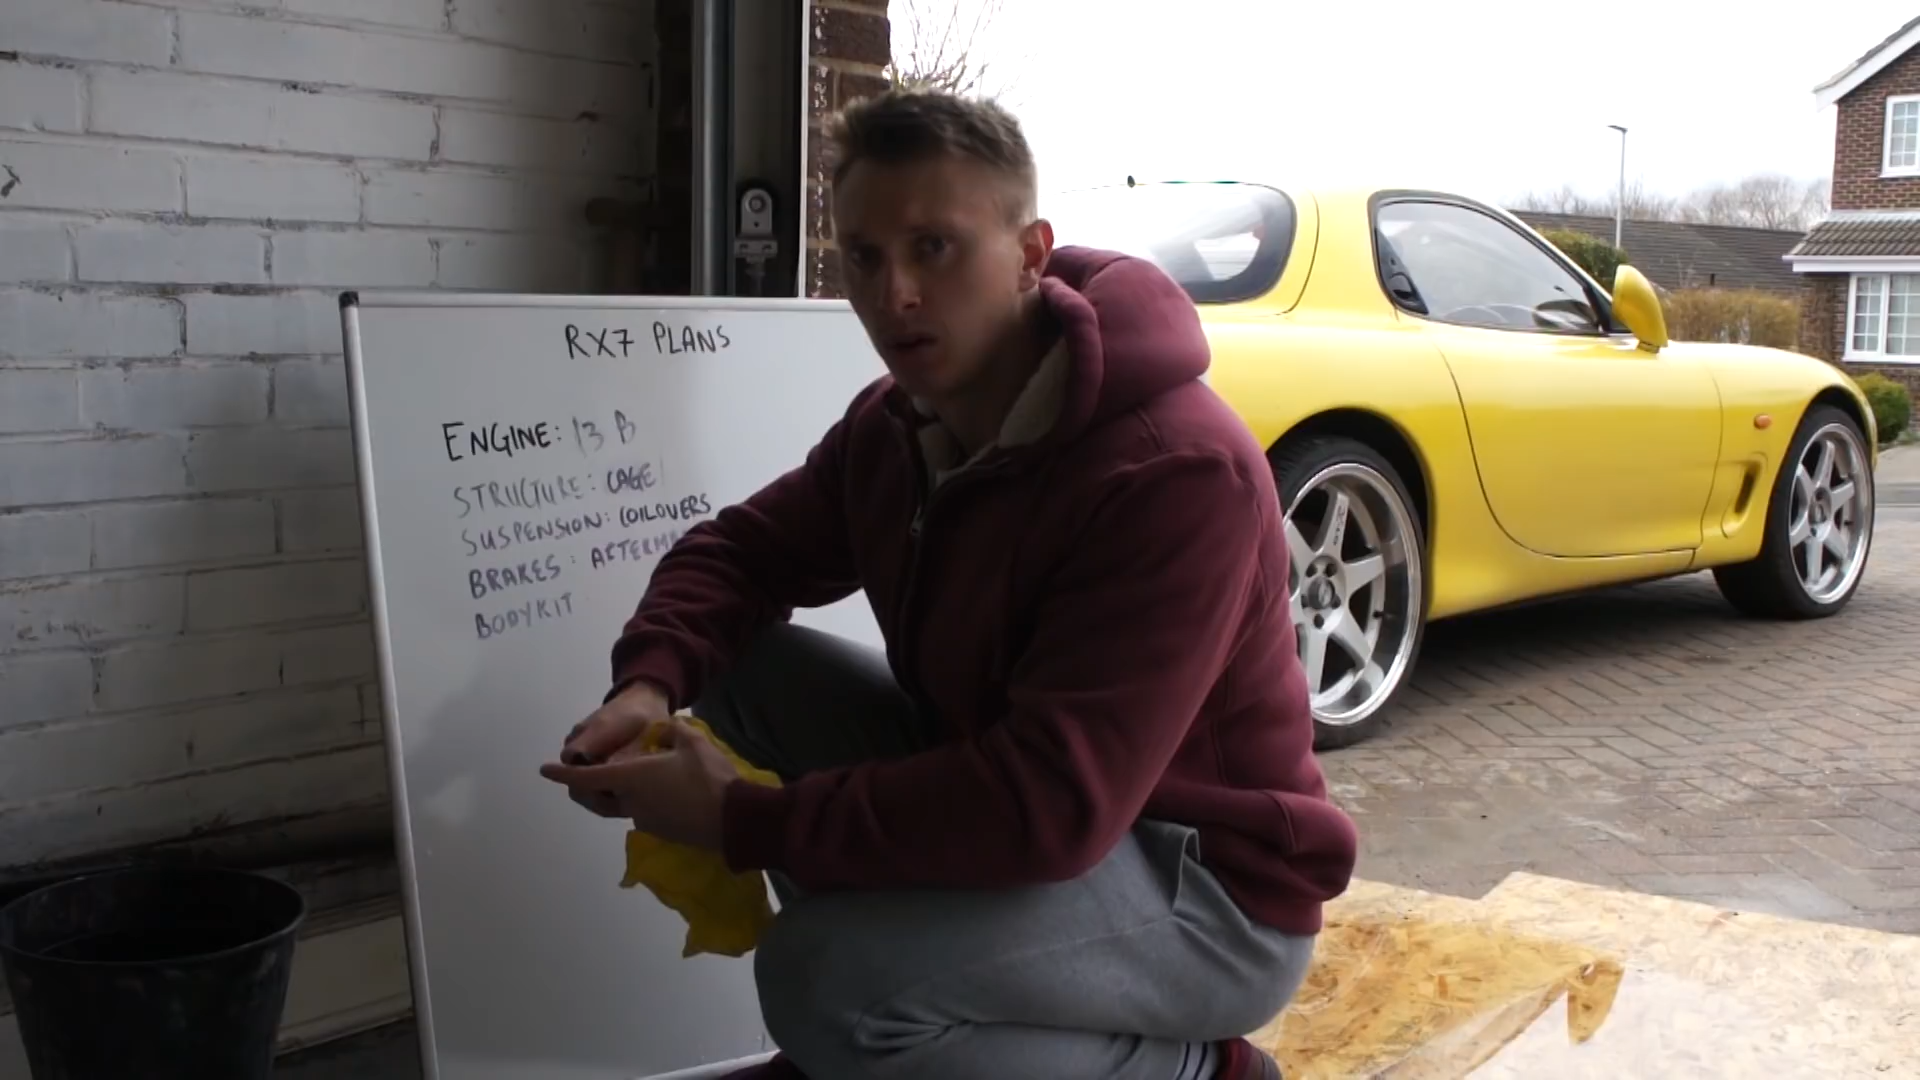 RX7 PLANS
ENGINE: 13 B
STRUCTURE: CAGE
SUSPENSION: COILOVERS
BRAKES:
BODYKIT